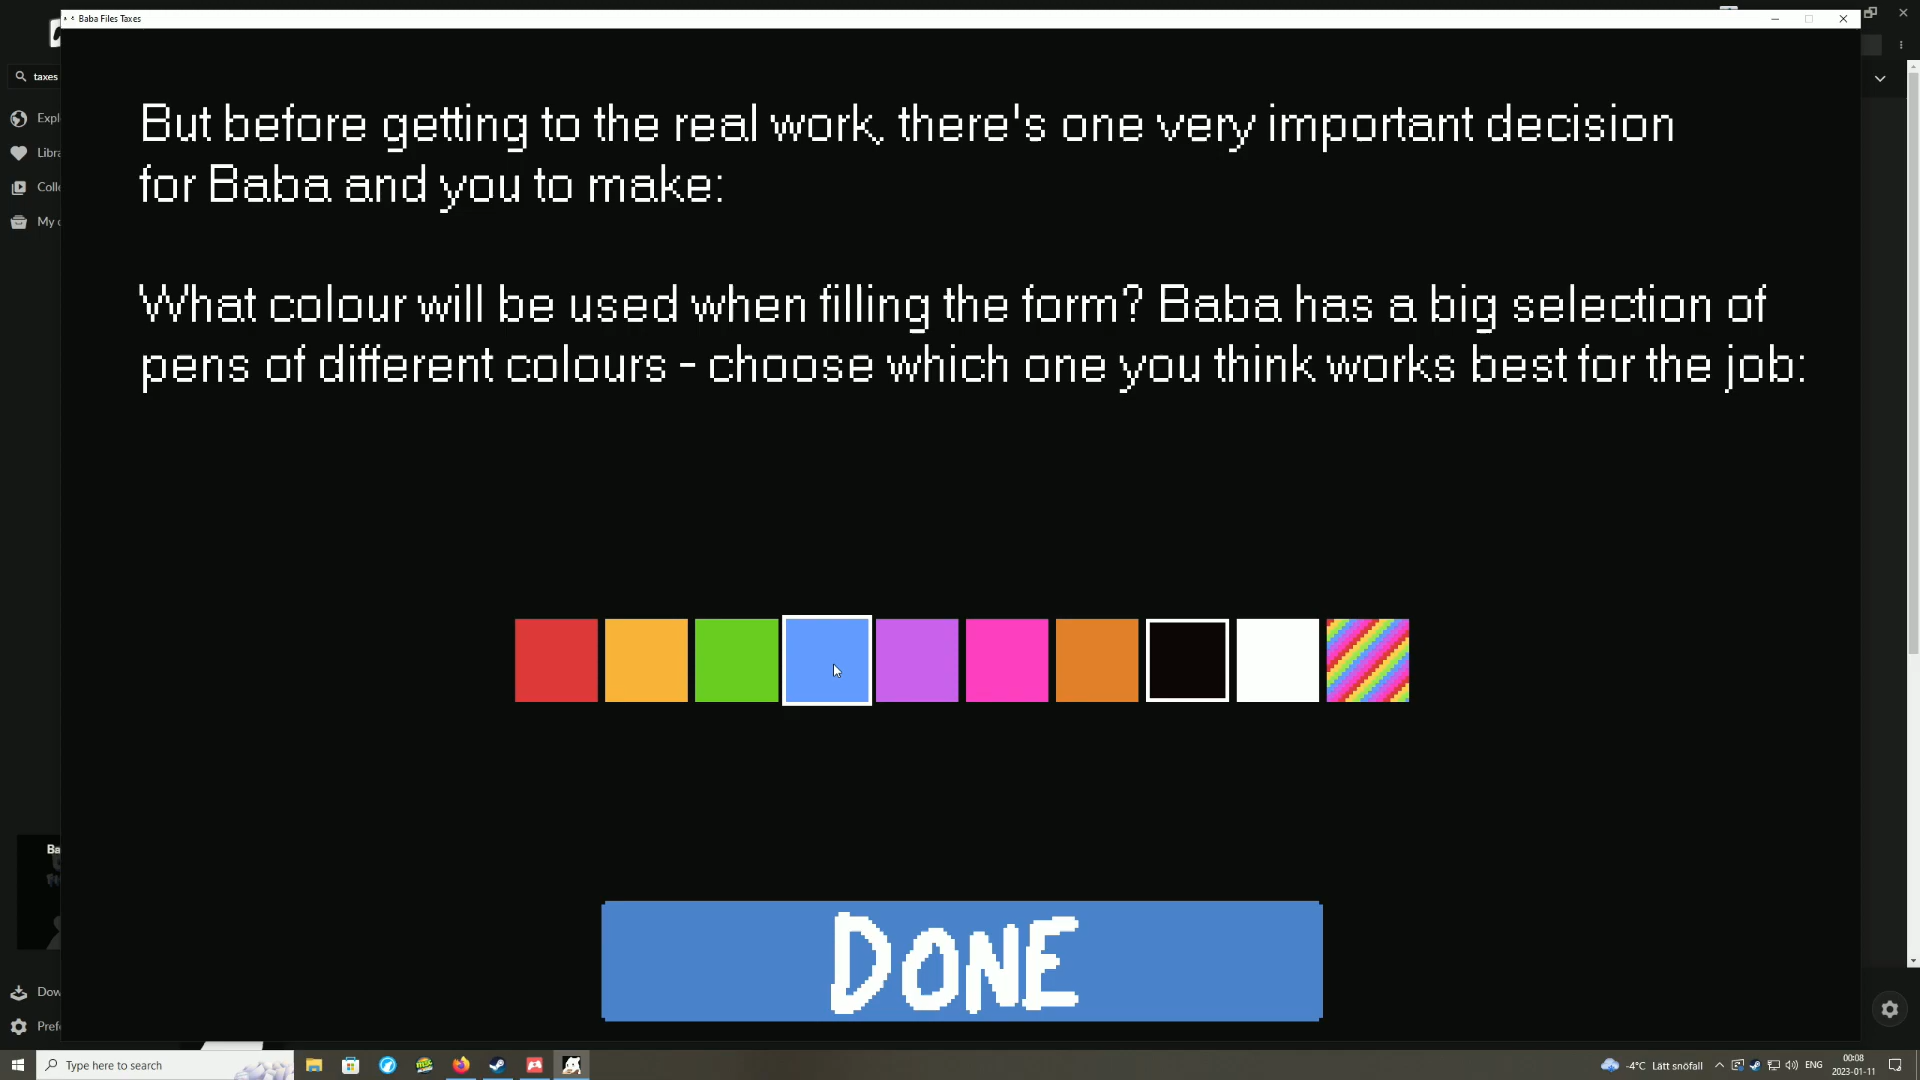 Baba Files Taxes
taxes
But before getting to the real work, there's one very important decision
for Baba and you to make:
What colour will be used when filling the form? Baba has a big selection of
pens of different colours - choose which one you think works best for the job:
DONE
Type here to search
-4°C Lätt snöfall
ENG
00:08
2023-01-11